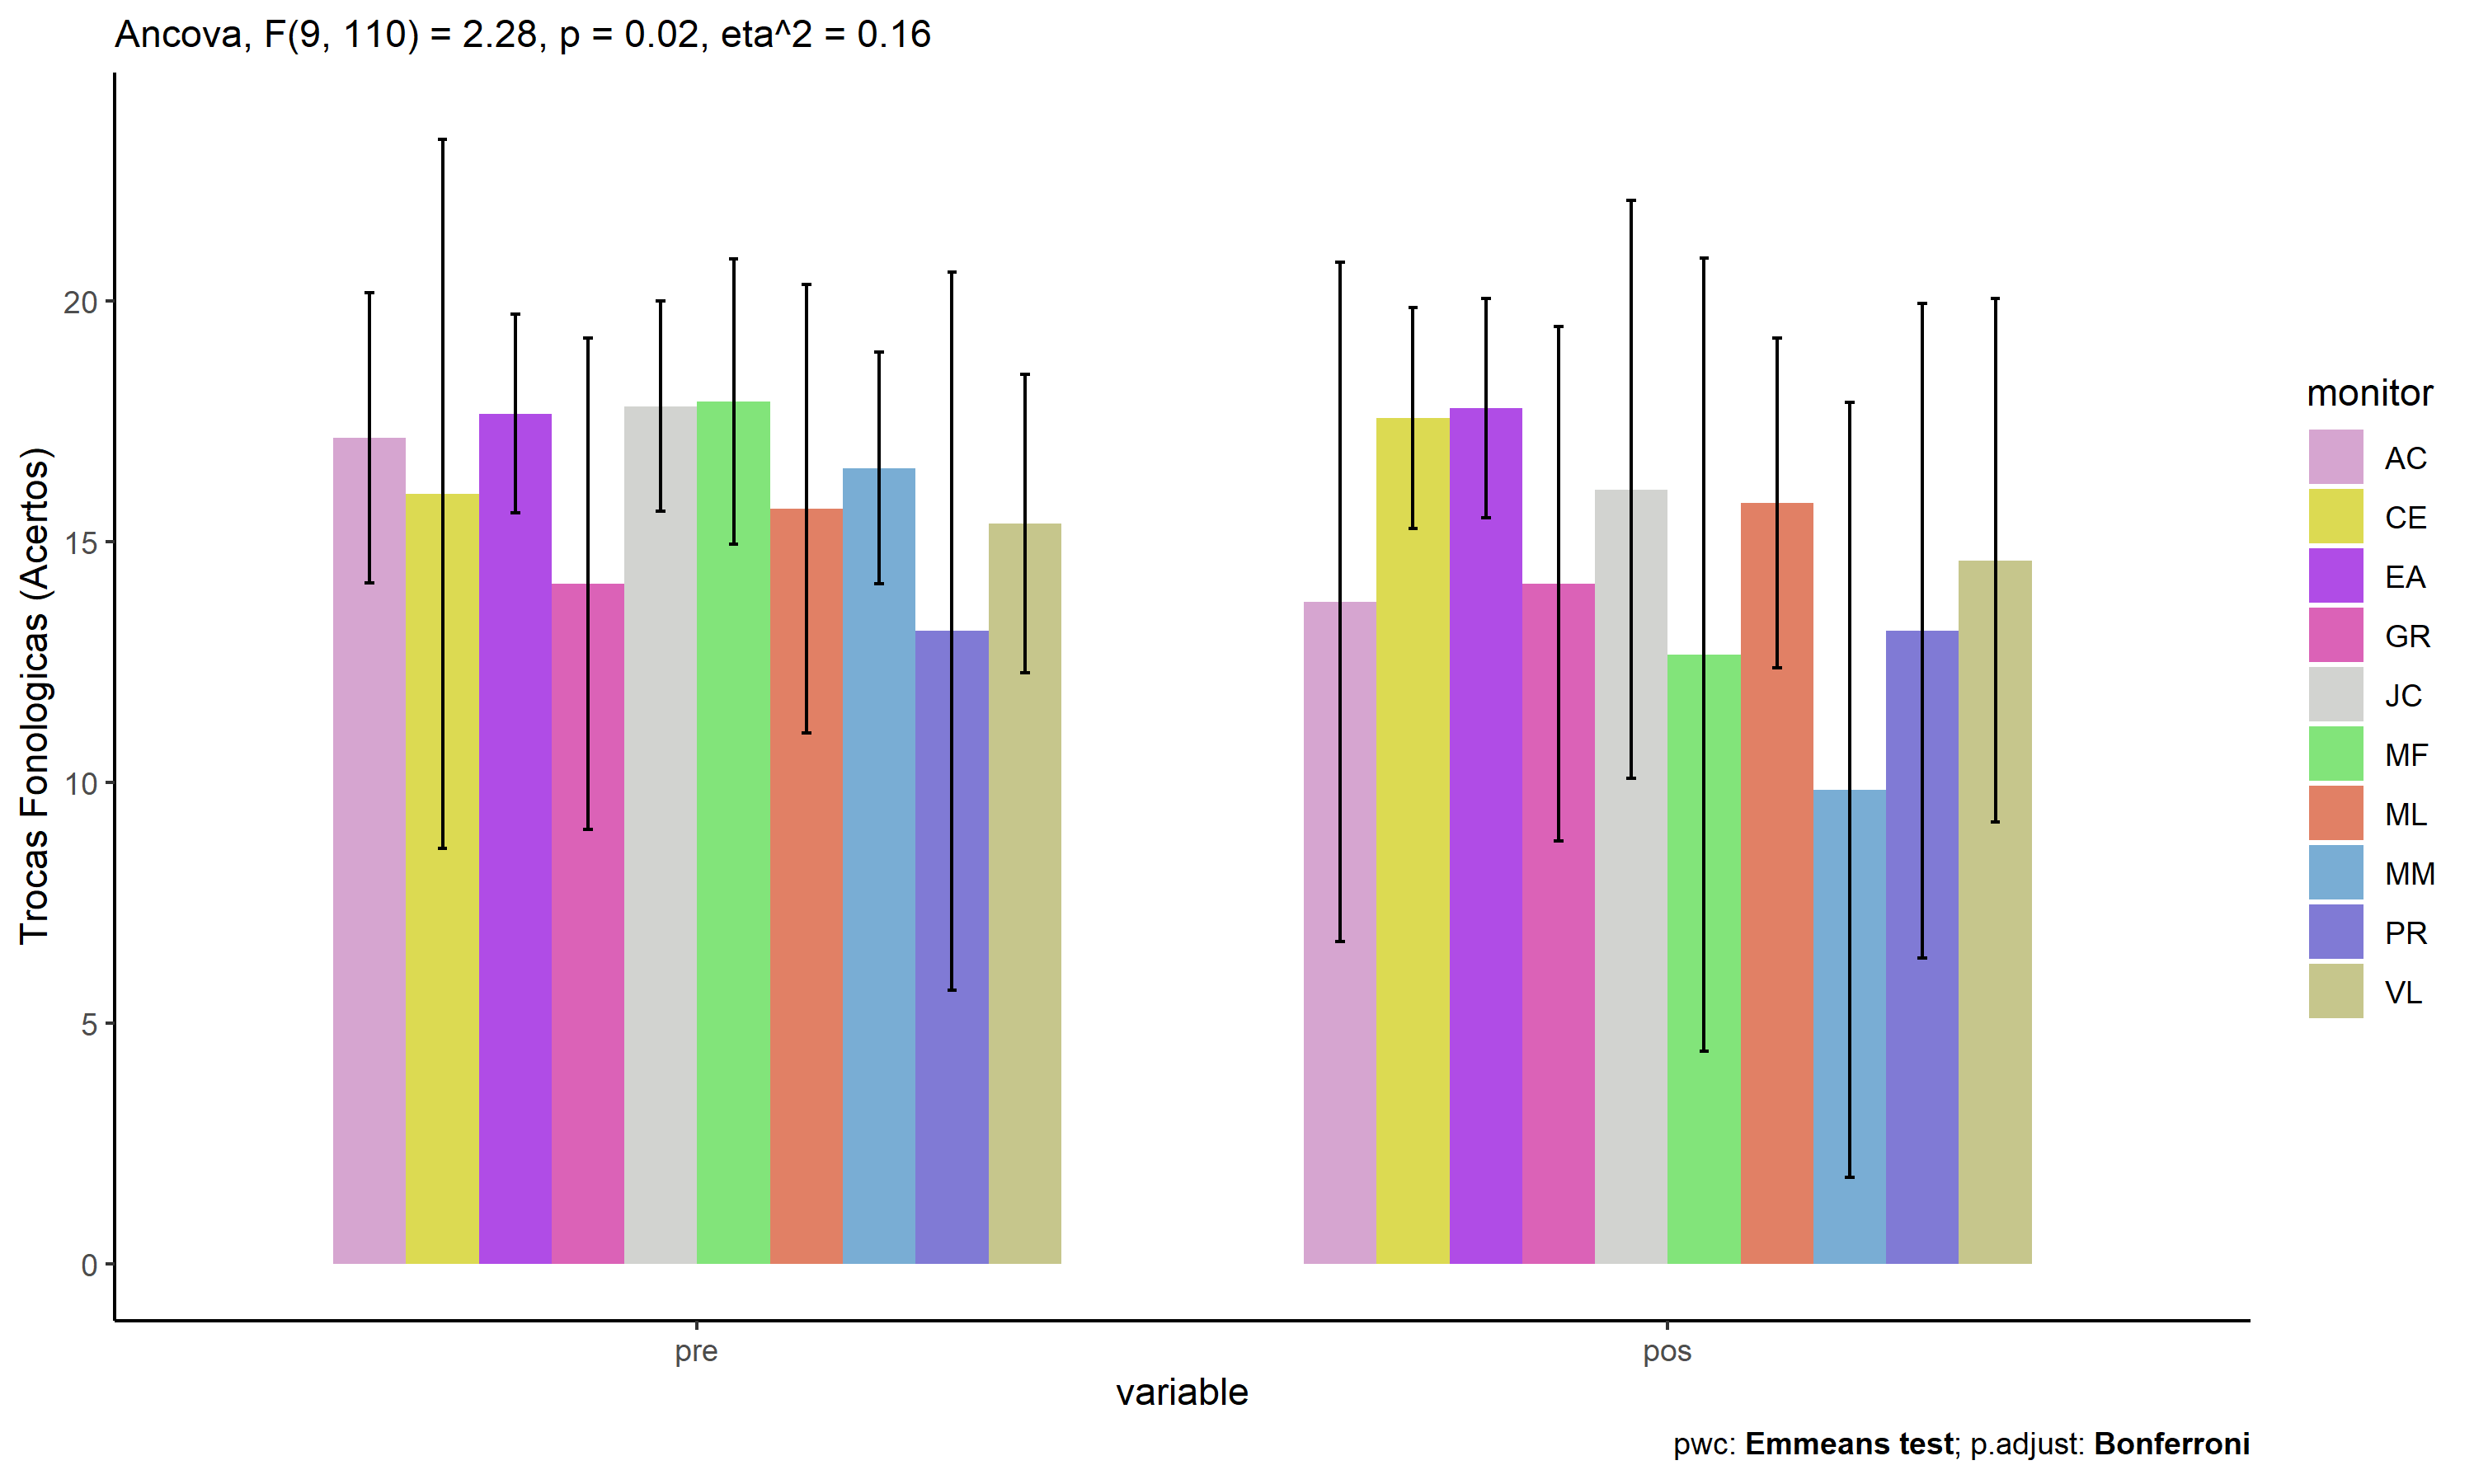 Ancova, F(9, 110) = 2.28, p = 0.02, eta^2 = 0.16
Trocas Fonologicas (Acertos)
20
15
10
5
0
pre
pos
variable
monitor
AC
CE
EA
GR
JC
MF
ML
MM
PR
VL
pwc: Emmeans test; p.adjust: Bonferroni